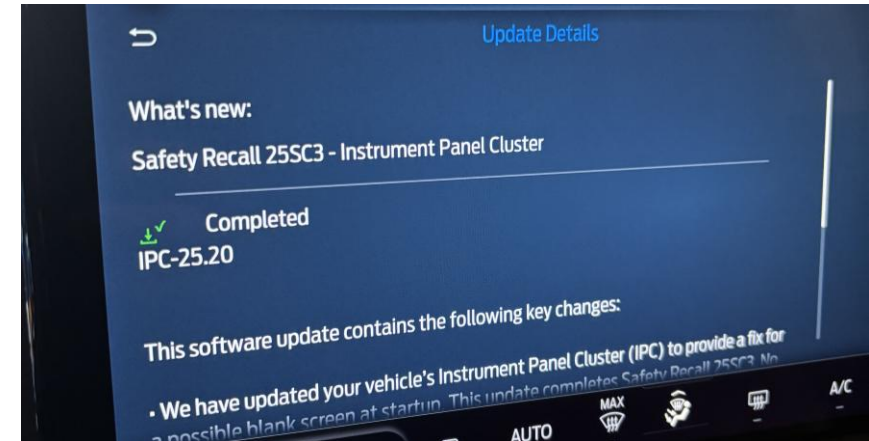 Update Details
What's new:
Safety Recall 25SC3 - Instrument Panel Cluster
Completed
IPC-25.20
This software update contains the following key changes:
• We have updated your vehicle's Instrument Panel Cluster (IPC) to provide a fix for
a possible blank screen at startup. This update completes Safety Recall 25SC3. No
AUTO
MAX
A/C